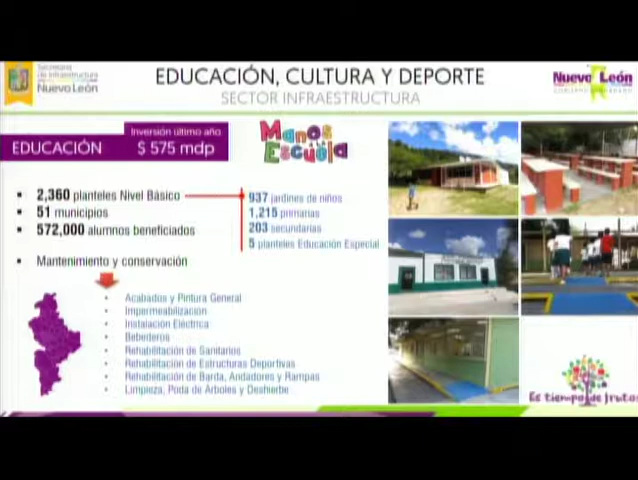 Secretaría
de Infraestructura
Nuevo León
EDUCACIÓN, CULTURA Y DEPORTE
SECTOR INFRAESTRUCTURA
Nuevo León
EDUCACIÓN
Inversión último año
$ 575 mdp
Manos
Escuela
2,360 planteles Nivel Básico
51 municipios
572,000 alumnos beneficiados
Mantenimiento y conservación
937 jardines de niños
1,215 primarias
203 secundarias
5 planteles Educación Especial
Acabados y Pintura General
Impermeabilización
Instalación Eléctrica
Bebederos
Rehabilitación de Sanitarios
Rehabilitación de Estructuras Deportivas
Rehabilitación de Barda, Andadores y Rampas
Limpieza, Poda de Árboles y Deshierbe
Es tiempo de frutos